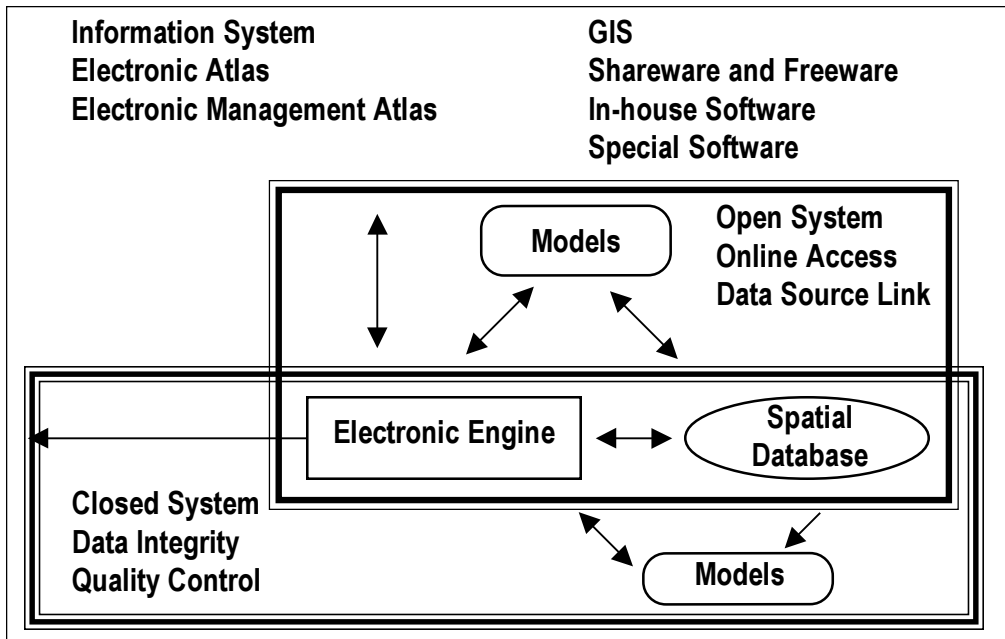 Information System
Electronic Atlas
Electronic Management Atlas
GIS
Shareware and Freeware
In-house Software
Special Software
Models
Open System
Online Access
Data Source Link
Electronic Engine
Spatial
Database
Closed System
Data Integrity
Quality Control
Models